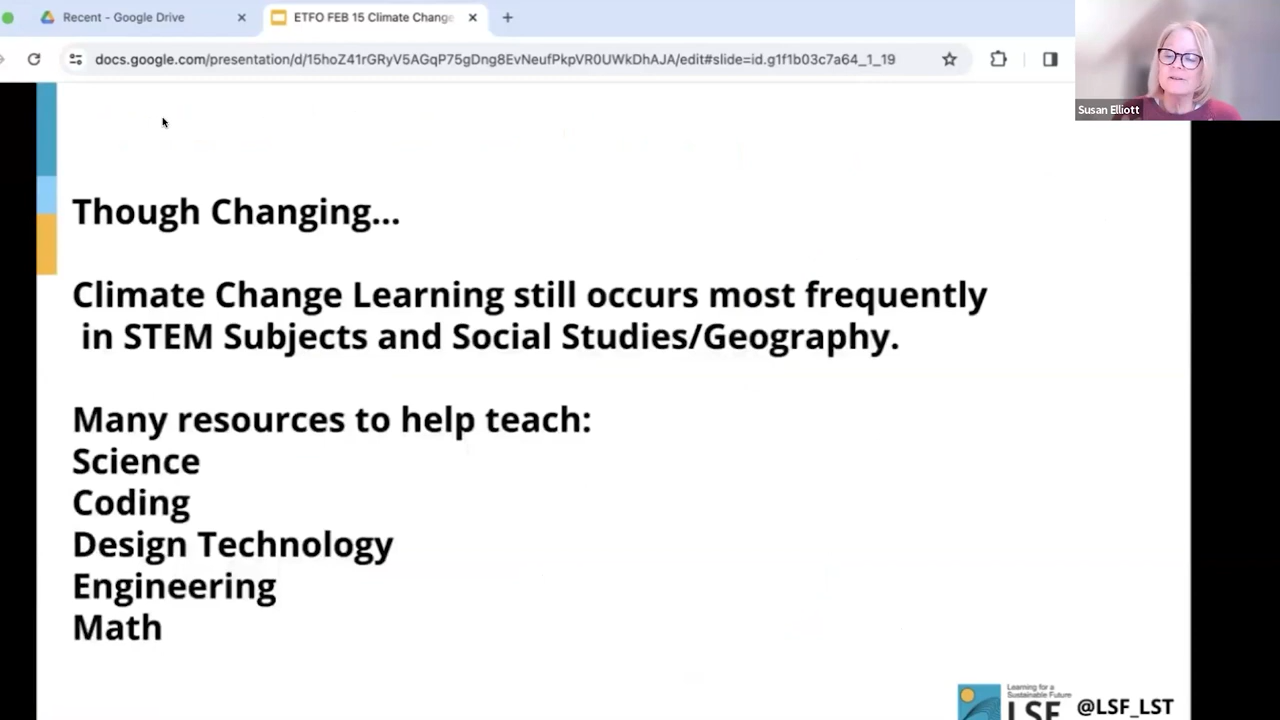 Recent - Google Drive
ETFO FEB 15 Climate Change
docs.google.com/presentation/d/15hoZ41rGRyV5AGqP75gDng8EvNeufPkpVR0UWkDhAJA/edit#slide=id.g1f1b03c7a64_1_19
Susan Elliott
Though Changing...
Climate Change Learning still occurs most frequently
in STEM Subjects and Social Studies/Geography.
Many resources to help teach:
Science
Coding
Design Technology
Engineering
Math
Learning for a
Sustainable Future
LSF
@LSF_LST